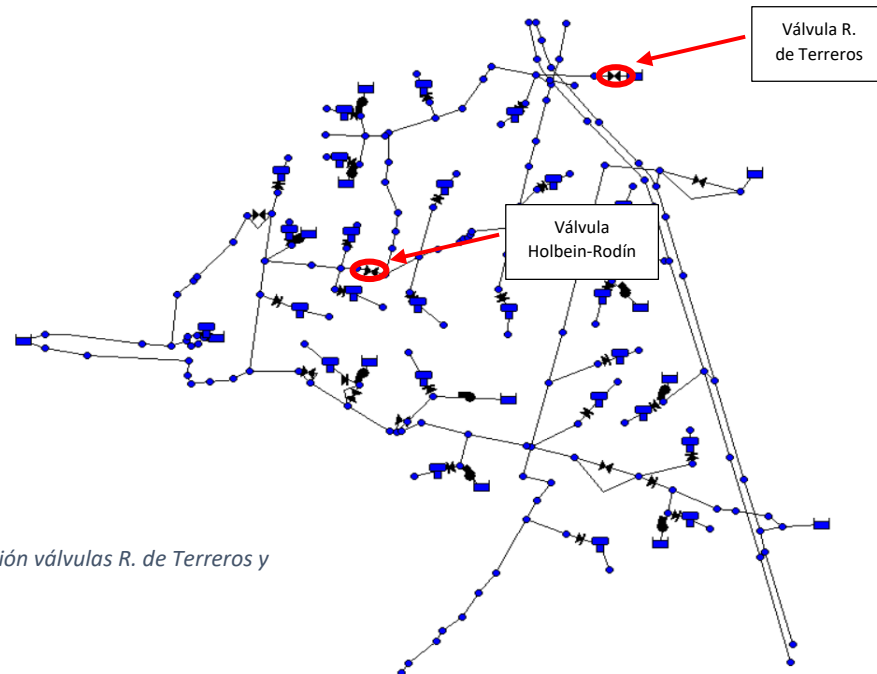 Válvula R.
de Terreros
Válvula
Holbein-Rodín
ión válvulas R. de Terreros y